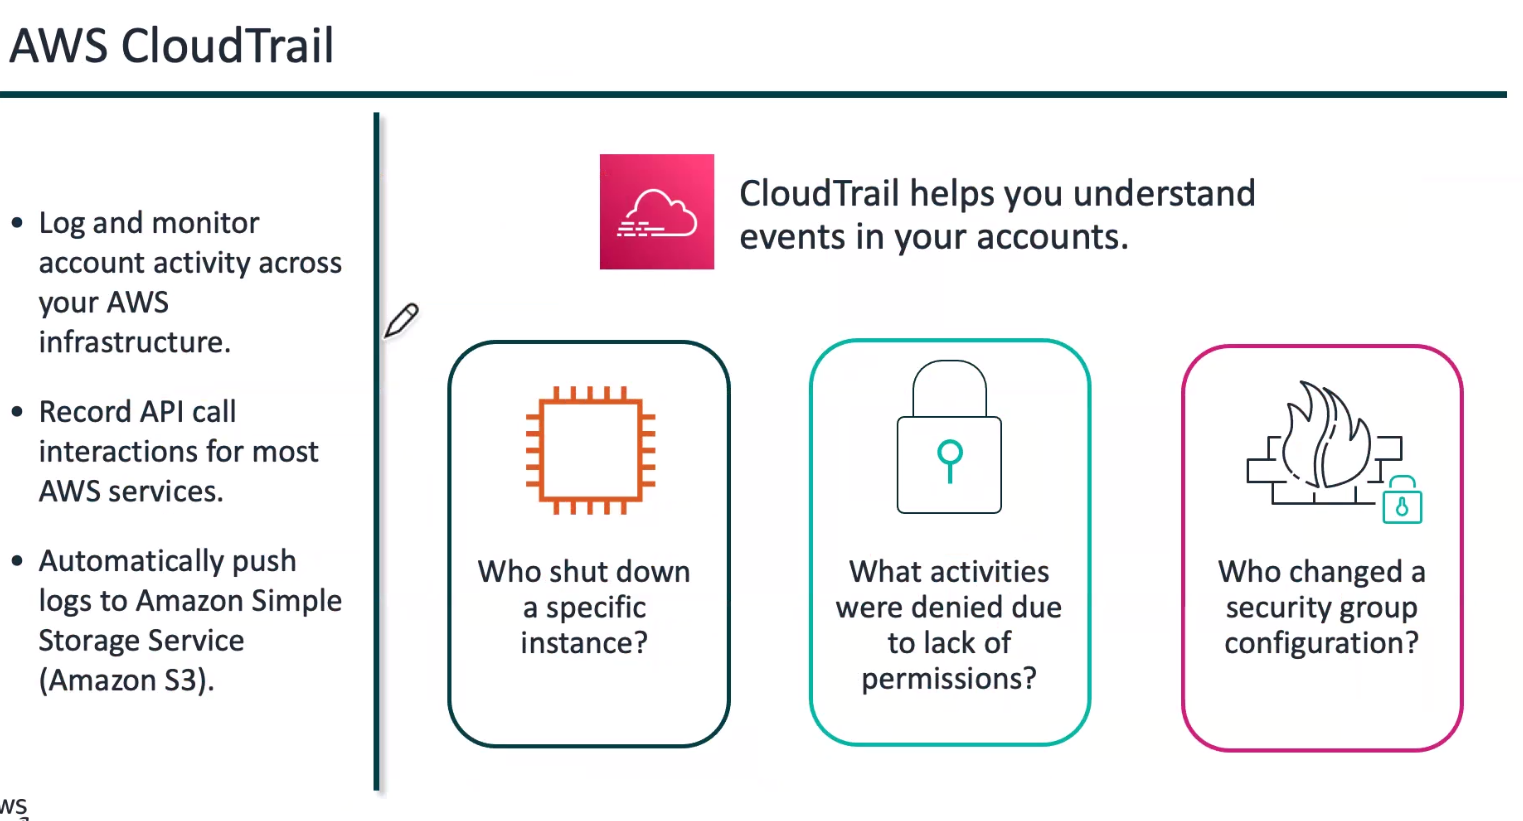 AWS CloudTrail
• Log and monitor
account activity across
your AWS
infrastructure.
• Record API call
interactions for most
AWS services.
• Automatically push
logs to Amazon Simple
Storage Service
(Amazon S3).
CloudTrail helps you understand
events in your accounts.
Who shut down
a specific
instance?
What activities
were denied due
to lack of
permissions?
Who changed a
security group
configuration?
ws